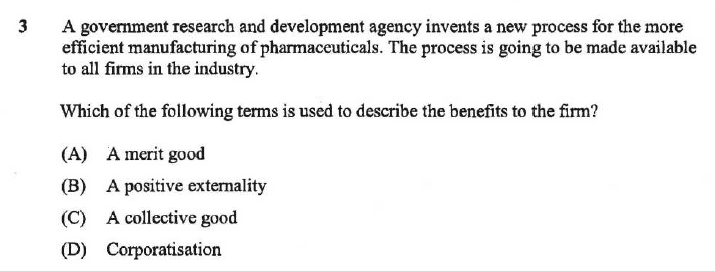 3 A government research and development agency invents a new process for the more
efficient manufacturing of pharmaceuticals. The process is going to be made available
to all firms in the industry.
Which of the following terms is used to describe the benefits to the firm?
(A) A merit good
(B) A positive externality
(C) A collective good
(D) Corporatisation